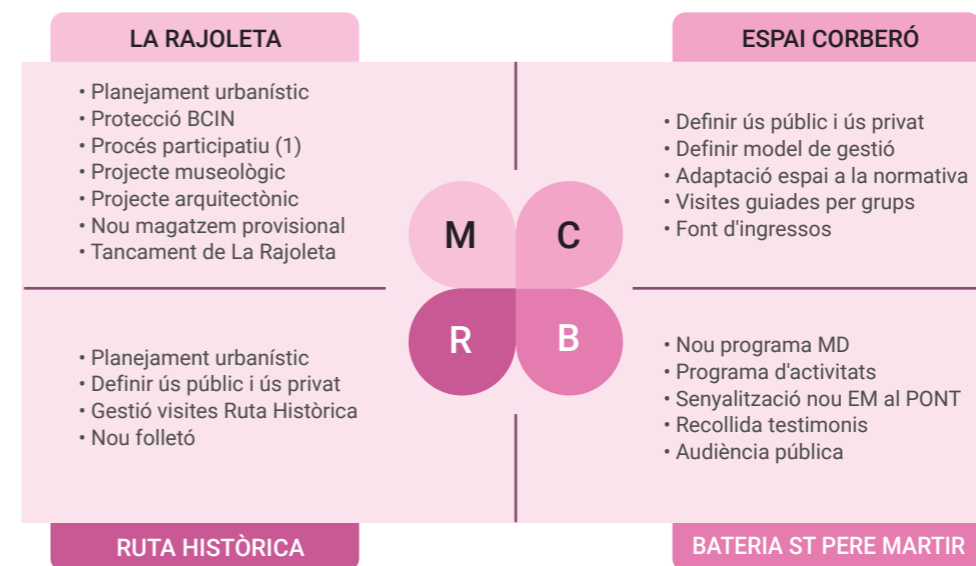 LA RAJOLETA
• Planejament urbanístic
• Protecció BCIN
• Procés participatiu (1)
• Projecte museològic
• Projecte arquitectònic
• Nou magatzem provisional
• Tancament de La Rajoleta
ESPAI CORBERÓ
• Definir ús públic i ús privat
• Definir model de gestió
• Adaptació espai a la normativa
• Visites guiades per grups
• Font d'ingressos
M
C
R
B
• Planejament urbanístic
• Definir ús públic i ús privat
• Gestió visites Ruta Històrica
• Nou folletó
RUTA HISTÒRICA
• Nou programa MD
• Programa d'activitats
• Senyalització nou EM al PONT
• Recollida testimonis
• Audiència pública
BATERIA ST PERE MARTIR